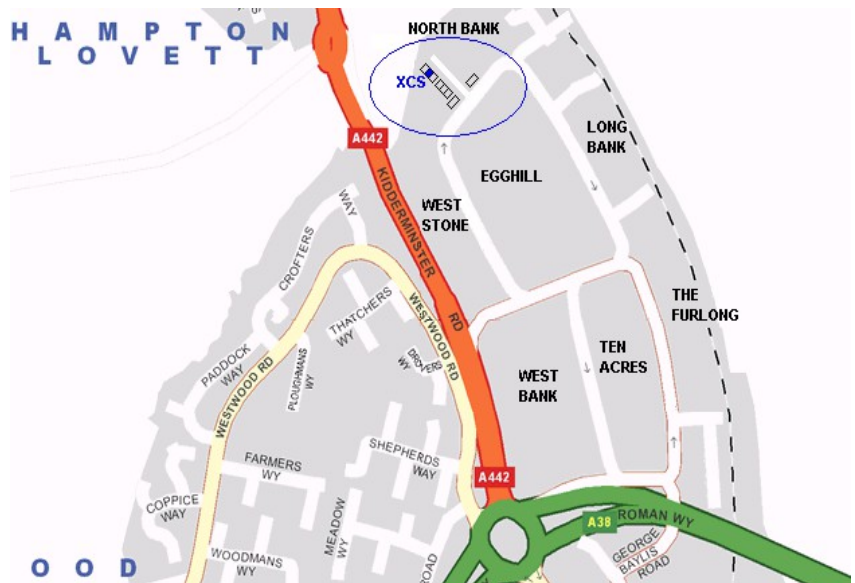 HAMPTON
LOVETT
NORTH BANK
XCS
A442
LONG
BANK
EGGHILL
WEST
STONE
KIDDERMINSTER
RD
CROFTERS
WAY
THATCHERS
WY
WESTWOOD RD
DROVERS
WY
PADDOCK
WAY
WESTWOOD RD
PLOUGHMANS
WY
THE
FURLONG
TEN
ACRES
WEST
BANK
SHEPHERDS
WAY
FARMERS
WY
COPPICE
WAY
MEADOW
WY
A442
A38
ROMAN WY
GEORGE
BAYLIS
ROAD
WOODMANS
WY
ROAD
OOD